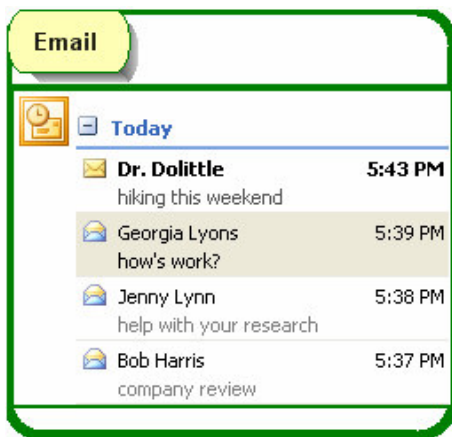 Email
Today
Dr. Dolittle 5:43 PM
hiking this weekend
Georgia Lyons 5:39 PM
how's work?
Jenny Lynn 5:38 PM
help with your research
Bob Harris 5:37 PM
company review